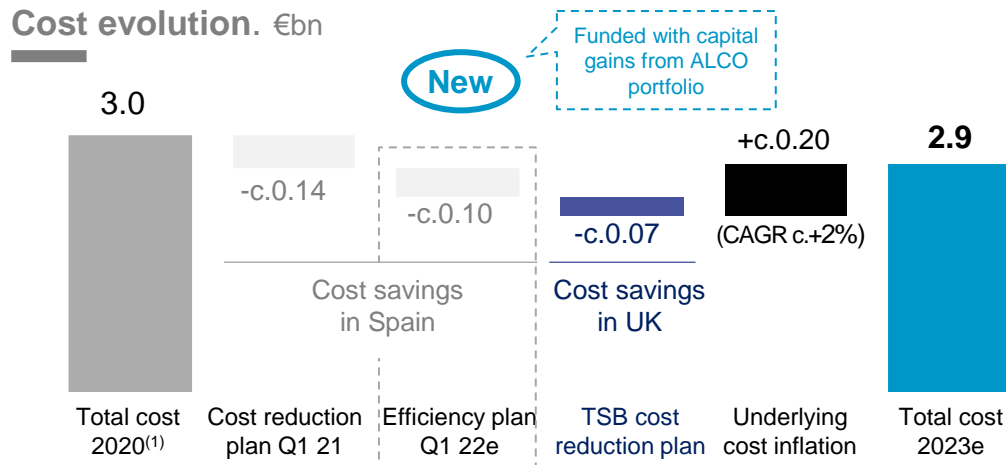 Cost evolution. €bn
New
Funded with capital
gains from ALCO
portfolio
3.0
-c.0.14
-c.0.10
-c.0.07
+c.0.20
(CAGR c.+2%)
2.9
Cost savings
in Spain
Cost savings
in UK
Total cost
2020(1)
Cost reduction
plan Q1 21
Efficiency plan
Q1 22e
TSB cost
reduction plan
Underlying
cost inflation
Total cost
2023e